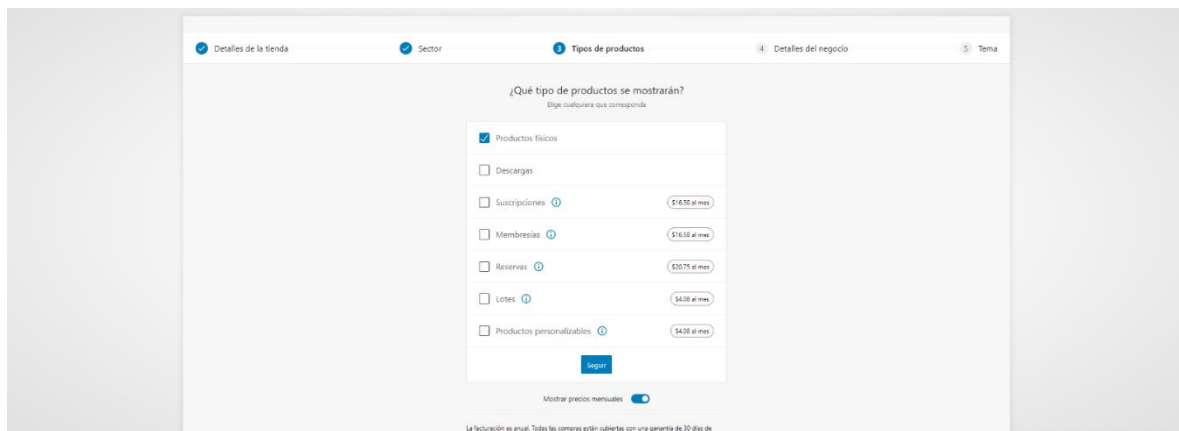 Detalles de la tienda
Sector
3 Tipos de productos
4 Detalles del negocio
5 Tema
¿Qué tipo de productos se mostrarán?
Elige cualquiera que corresponda
Productos físicos
Descargas
Suscripciones $16.58 al mes
Membresías $16.58 al mes
Reservas $20.75 al mes
Lotes $4.08 al mes
Productos personalizables $4.08 al mes
Seguir
Mostrar precios mensuales
La facturación es anual. Todas las compras están cubiertas con una garantía de 30 días de